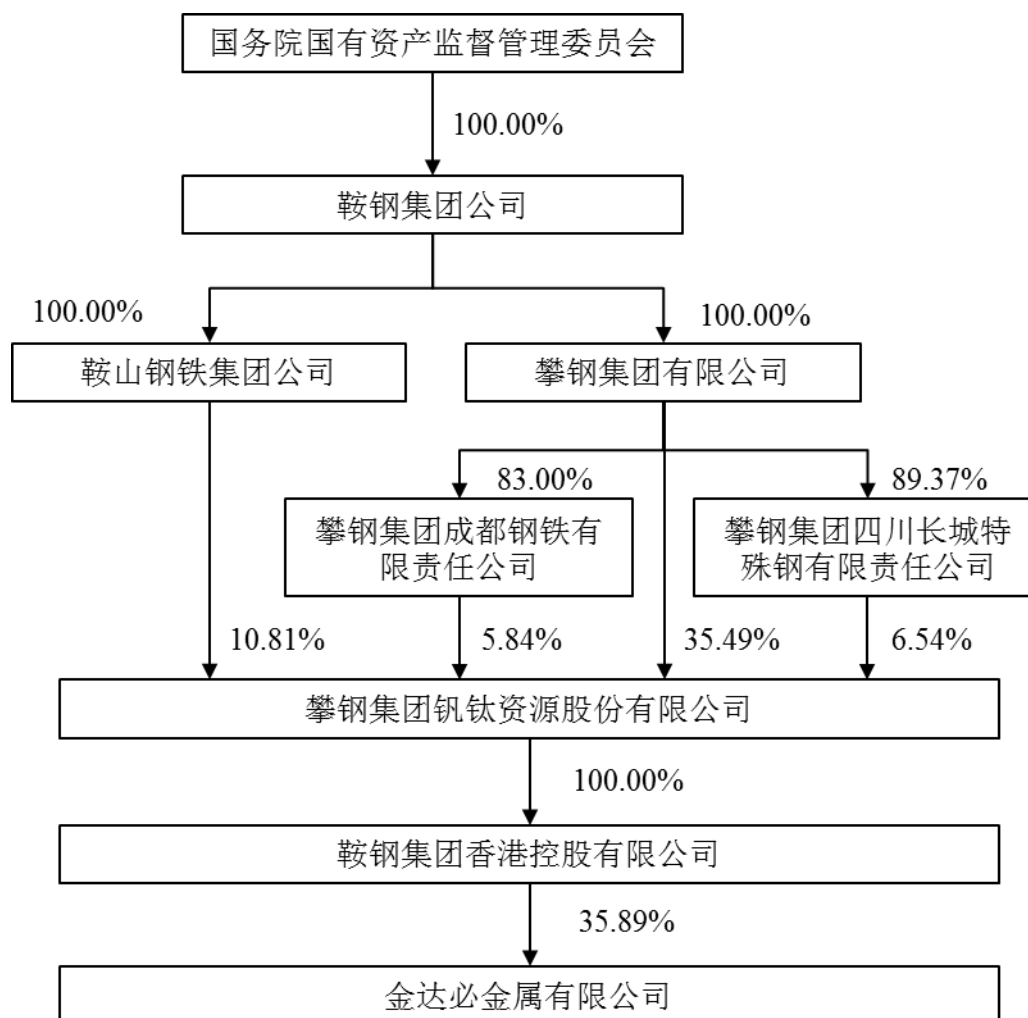 国务院国有资产监督管理委员会
100.00%
鞍钢集团公司
100.00%
100.00%
鞍山钢铁集团公司
攀钢集团有限公司
83.00%
89.37%
攀钢集团成都钢铁有
限责任公司
攀钢集团四川长城特
殊钢有限责任公司
10.81%
5.84%
35.49%
6.54%
攀钢集团钒钛资源股份有限公司
100.00%
鞍钢集团香港控股有限公司
35.89%
金达必金属有限公司